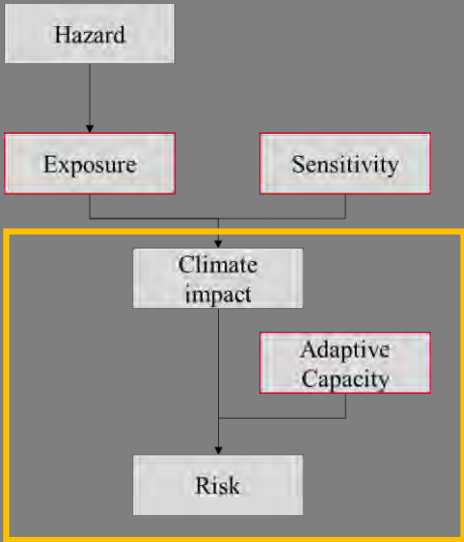 Hazard
Exposure
Sensitivity
Climate
impact
Adaptive
Capacity
Risk